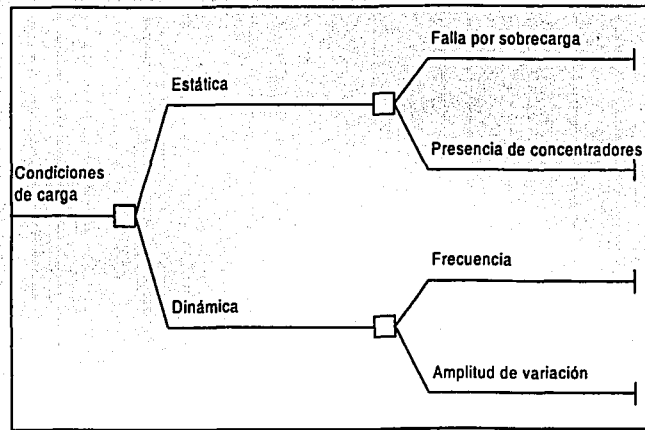 Falla por sobrecarga
Estática
Presencia de concentradores
Condiciones
de carga
Frecuencia
Dinámica
Amplitud de variación